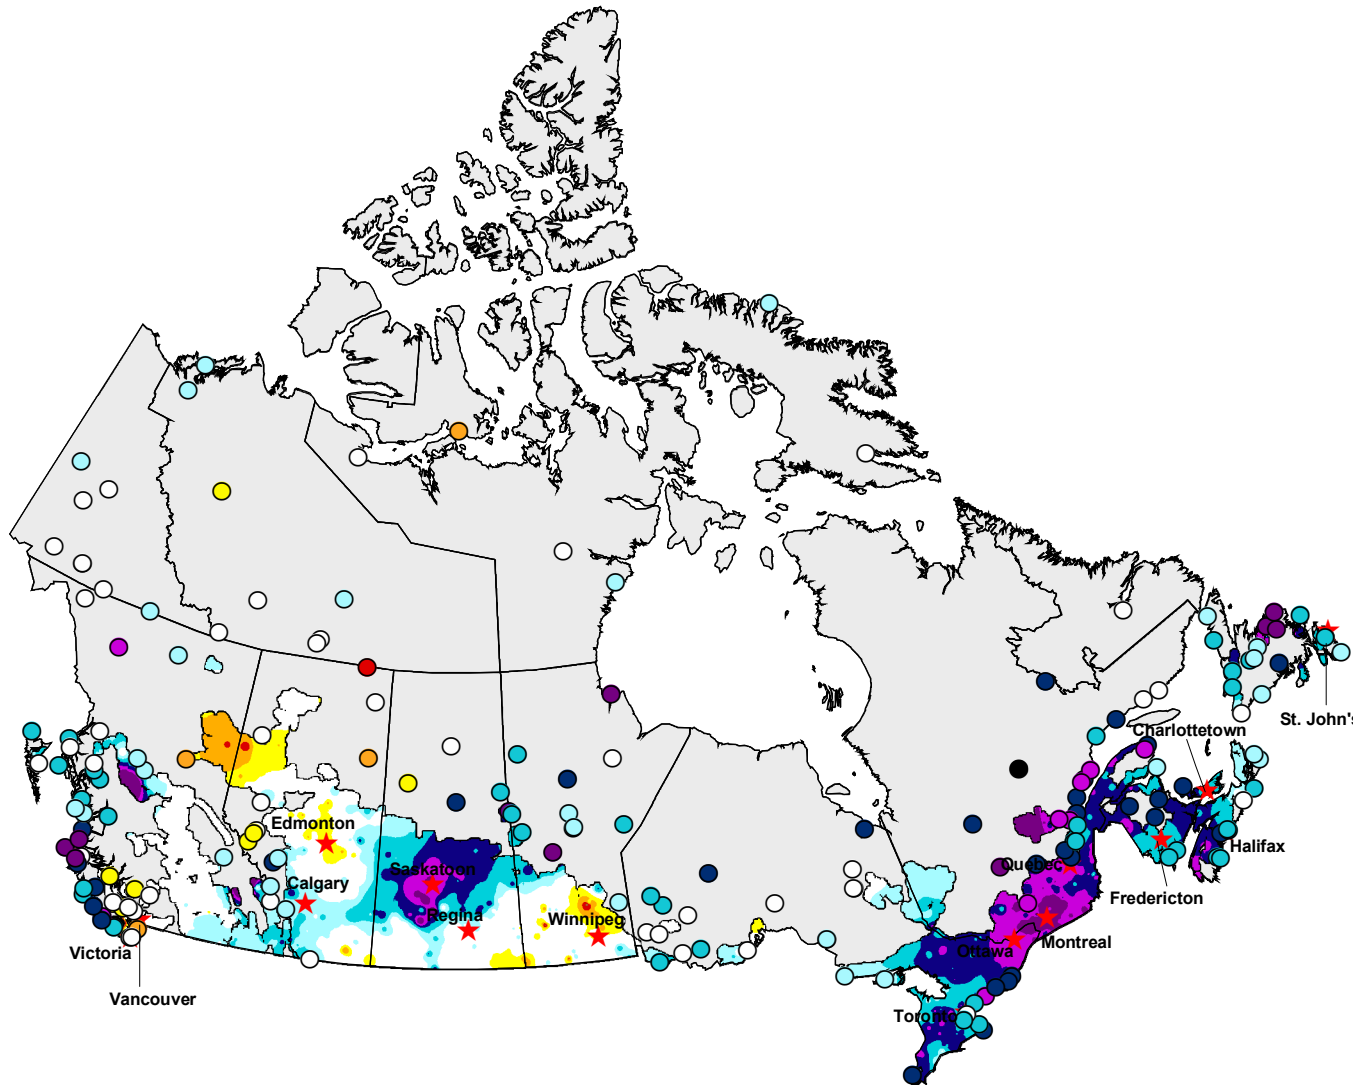 St. John's
Charlottetown
Edmonton
Halifax
Saskatoon
Quebec
Calgary
Fredericton
Regina
Winnipeg
Montreal
Victoria
Ottawa
Vancouver
Toronto